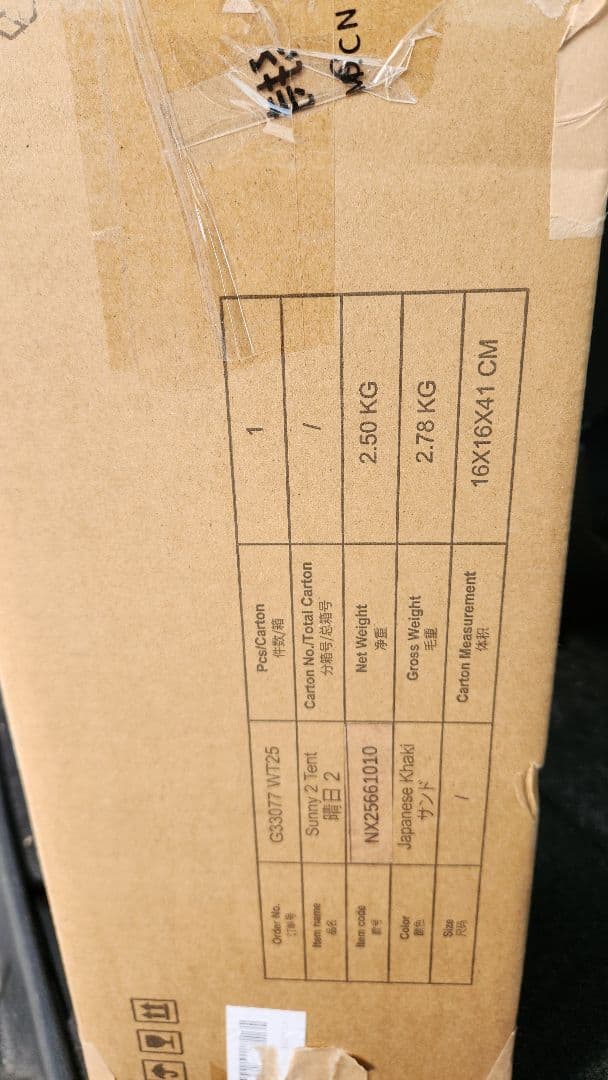 Order No.
订单号
G33077 WT25
Pcs/Carton
件数/箱
1
Item name
品名
Sunny 2 Tent
晴日 2
Carton No./Total Carton
分箱号/总箱号
/
Item code
款号
NX25661010
Net Weight
净重
2.50 KG
Color
颜色
Japanese Khaki
サンド
Gross Weight
毛重
2.78 KG
Size
尺码
/
Carton Measurement
体积
16X16X41 CM